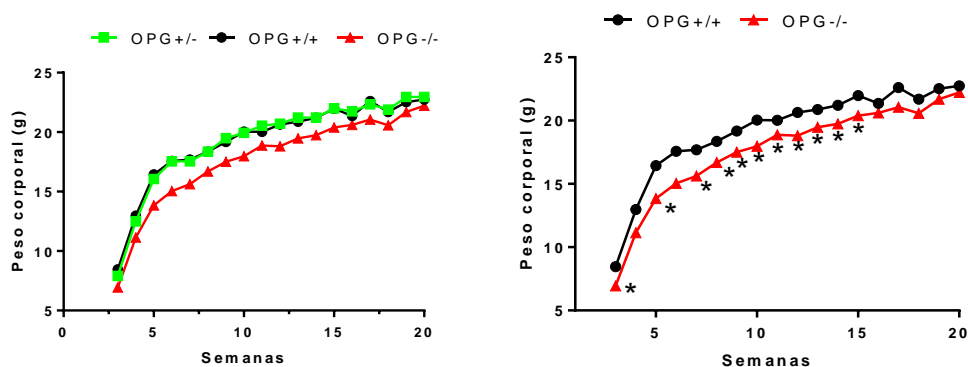 OPG+/- OPG+/+ OPG-/-
25
20
15
10
5
0 5 10 15 20
Peso corporal (g)
Semanas
OPG+/+ OPG-/-
25
20
15
10
5
5 10 15 20
Peso corporal (g)
Semanas
* * * * * * * * * * *